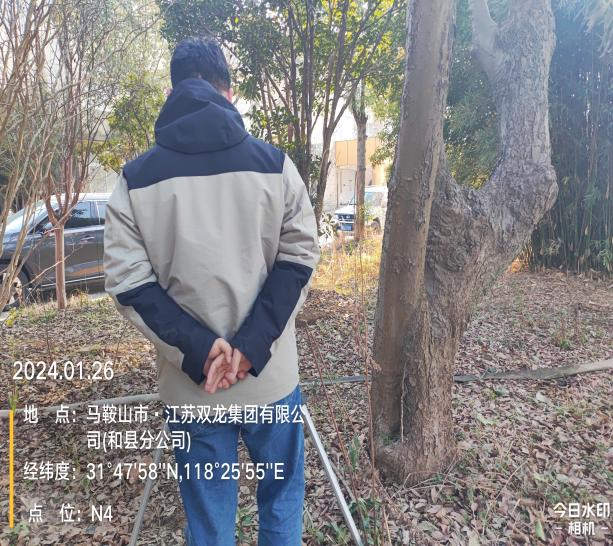 2024.01.26
地 点：马鞍山市·江苏双龙集团有限公
司(和县分公司)
经纬度：31°47'58"N,118°25'55"E
点 位：N4
今日水印
-相机-